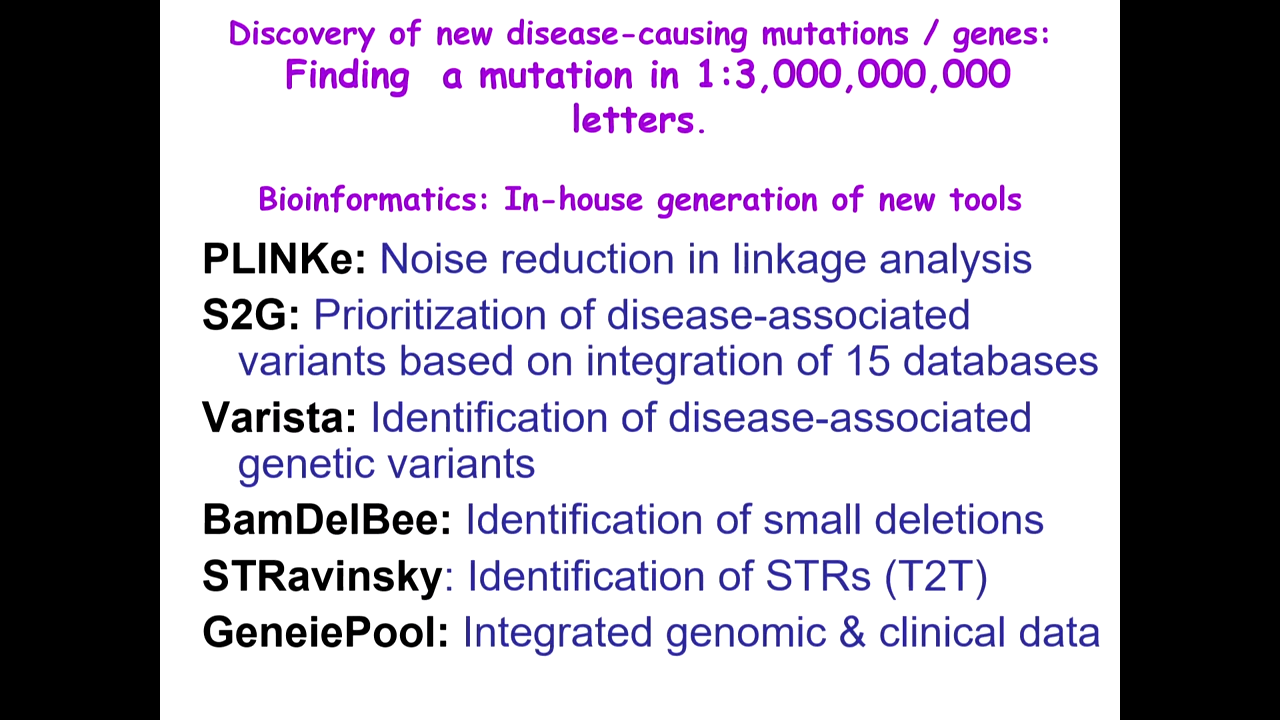 Discovery of new disease-causing mutations / genes:
Finding a mutation in 1:3,000,000,000
letters.
Bioinformatics: In-house generation of new tools
PLINKe: Noise reduction in linkage analysis
S2G: Prioritization of disease-associated
variants based on integration of 15 databases
Varista: Identification of disease-associated
genetic variants
BamDelBee: Identification of small deletions
STRavinsky: Identification of STRs (T2T)
GeneiePool: Integrated genomic & clinical data